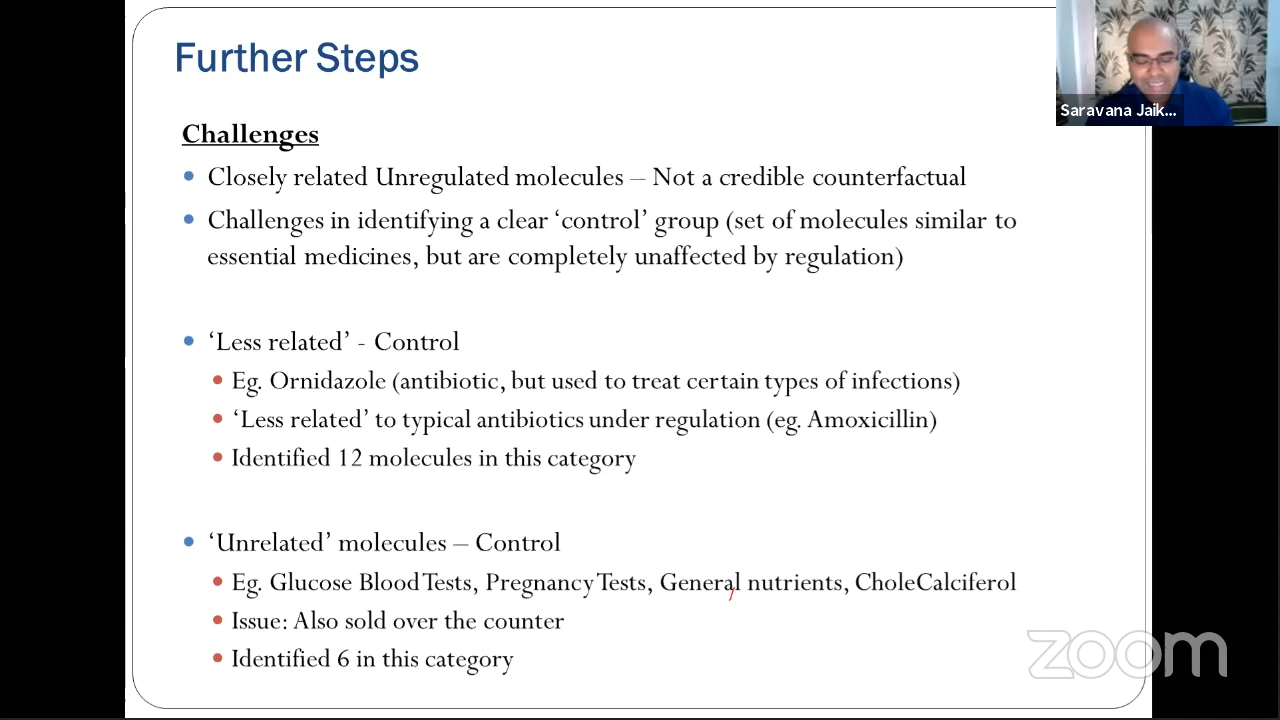 Further Steps
Saravana Jaik...
Challenges
Closely related Unregulated molecules – Not a credible counterfactual
Challenges in identifying a clear ‘control’ group (set of molecules similar to
essential medicines, but are completely unaffected by regulation)
‘Less related’ - Control
Eg. Ornidazole (antibiotic, but used to treat certain types of infections)
‘Less related’ to typical antibiotics under regulation (eg. Amoxicillin)
Identified 12 molecules in this category
‘Unrelated’ molecules – Control
Eg. Glucose Blood Tests, Pregnancy Tests, General nutrients, CholeCalciferol
Issue: Also sold over the counter
Identified 6 in this category
zoom